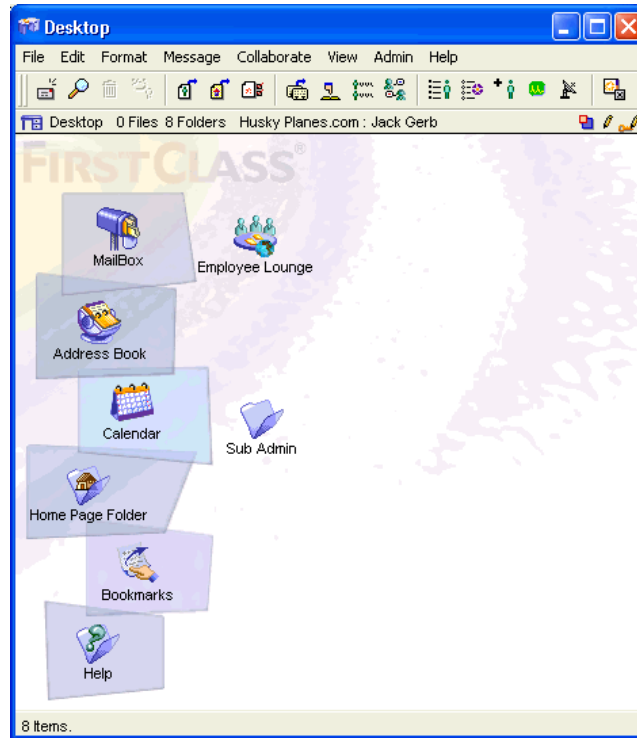 Desktop
File Edit Format Message Collaborate View Admin Help
Desktop 0 Files 8 Folders Husky Planes.com : Jack Gerb
FIRSTCLASS®
MailBox
Employee Lounge
Address Book
Calendar
Sub Admin
Home Page Folder
Bookmarks
Help
8 Items.